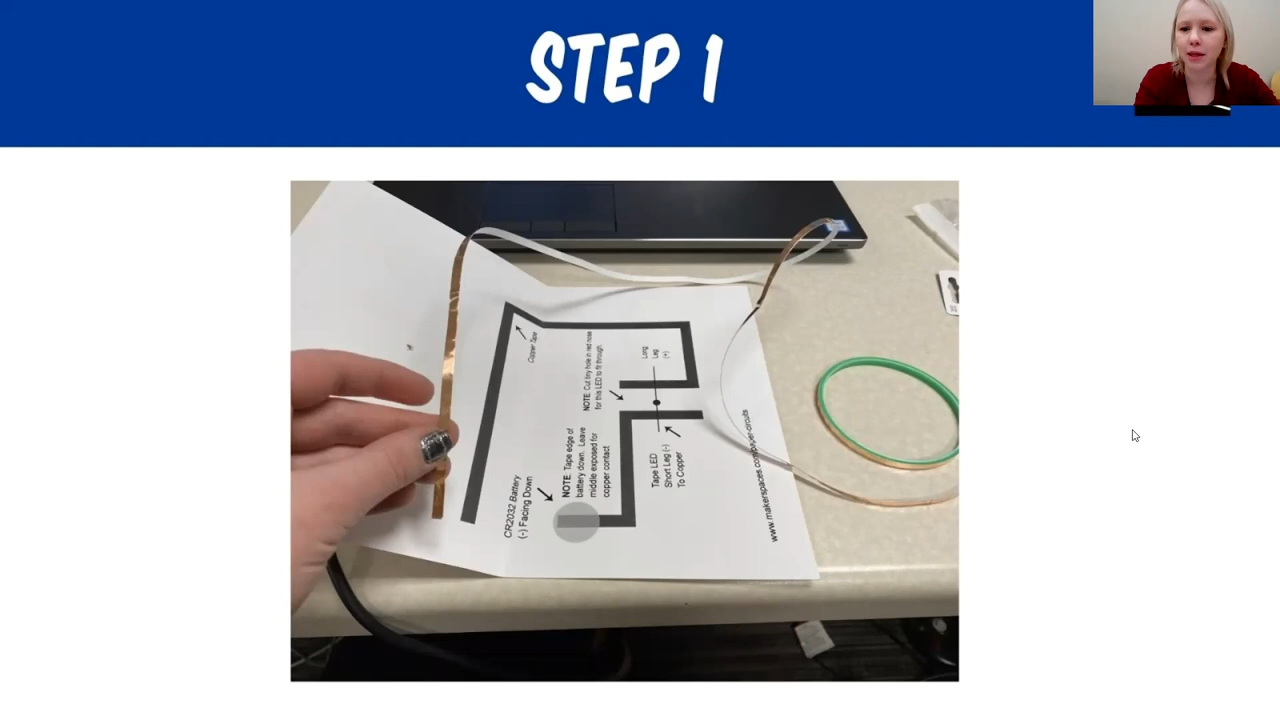 STEP 1
Copper Tape
NOTE: Cut tiny hole in red nose
for this LED to fit through.
Long
Leg
(+)
CR2032 Battery
(-) Facing Down
NOTE: Tape edge of
battery down. Leave
middle exposed for
copper contact
Tape LED
Short Leg (-)
To Copper
www.makerspaces.com/paper-circuits